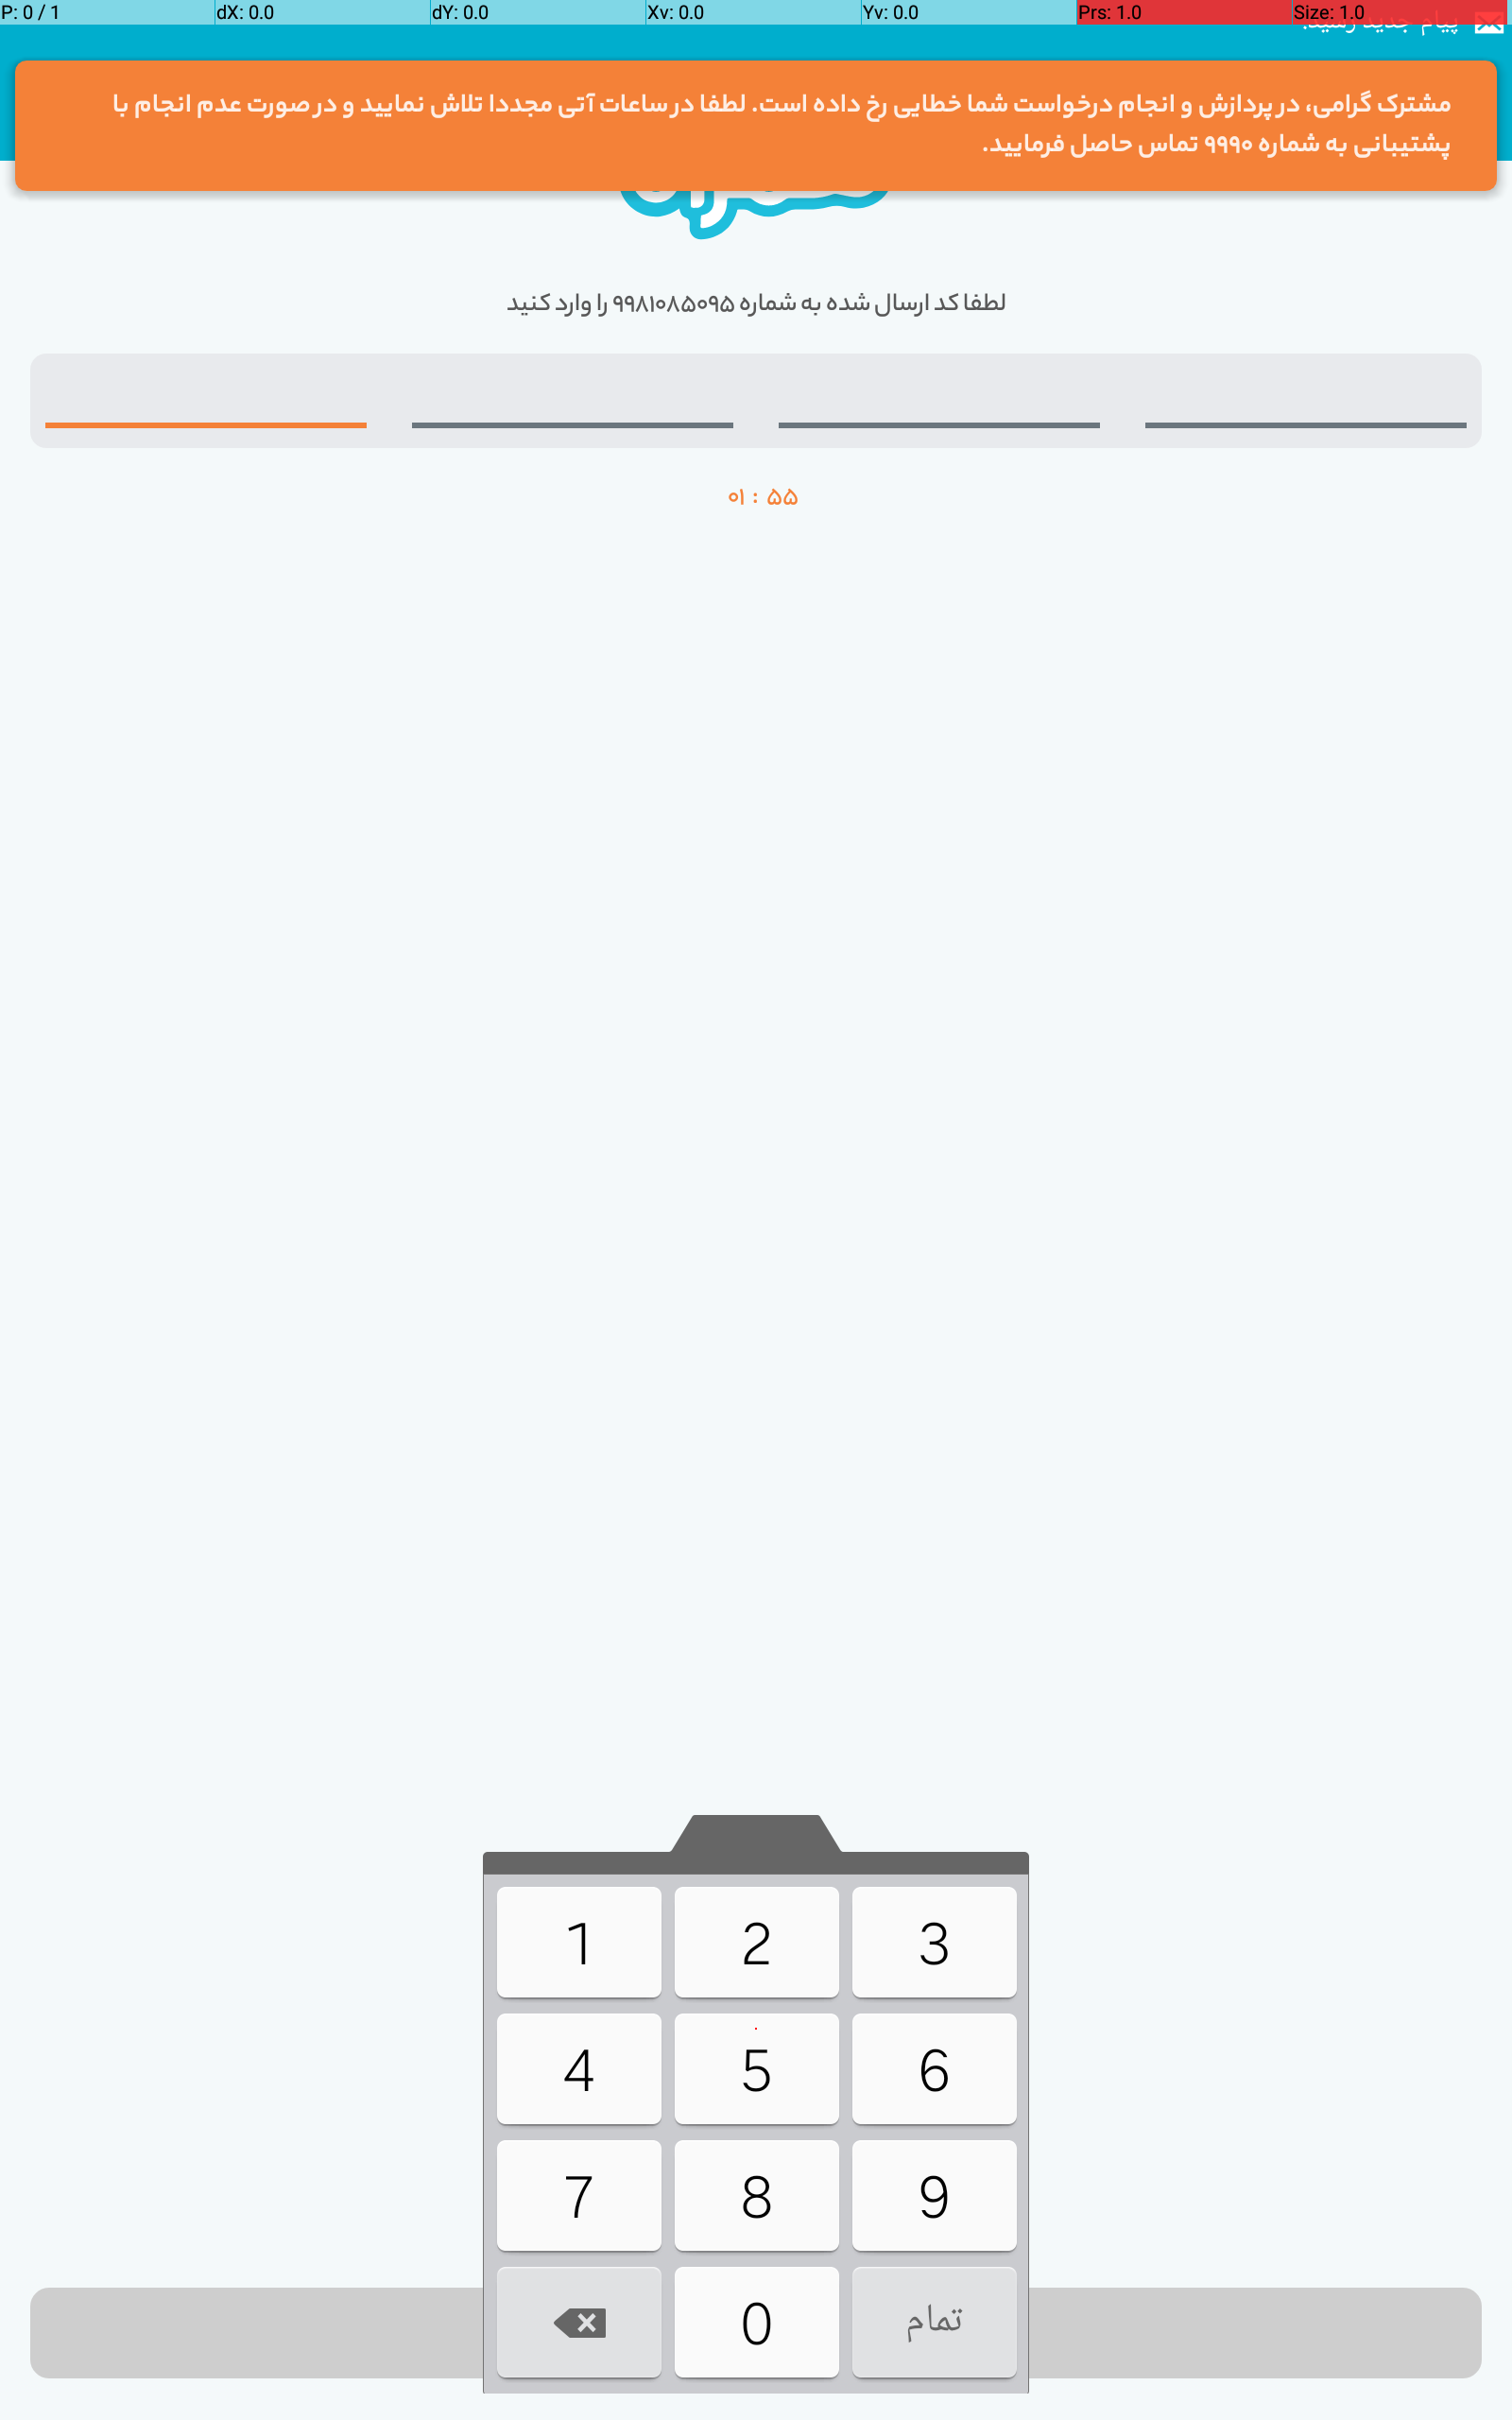 P: 0 / 1 dX: 0.0 dY: 0.0 Xv: 0.0 Yv: 0.0 Prs: 1.0 Size: 1.0
پیام جدید رسید.
مشترک گرامی، در پردازش و انجام درخواست شما خطایی رخ داده است. لطفا در ساعات آتی مجددا تلاش نمایید و در صورت عدم انجام با
پشتیبانی به شماره ۹۹۹۰ تماس حاصل فرمایید.
لطفا کد ارسال شده به شماره ۹۹۸۱۰۸۵۰۹۵ را وارد کنید
۰۱ : ۵۵
1 2 3
4 5 6
7 8 9
0 تمام